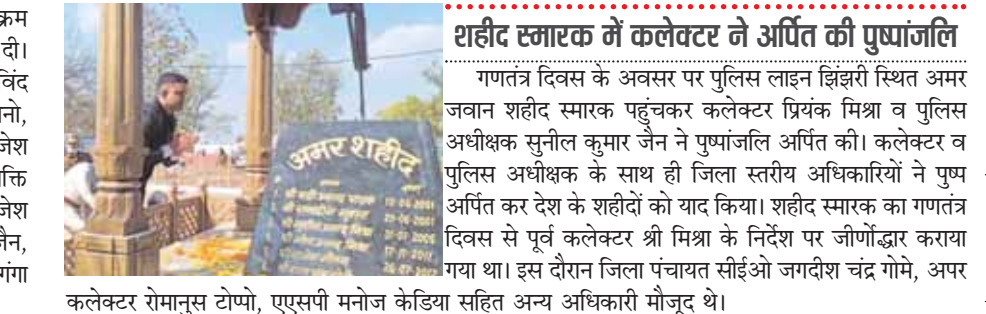 क्रम
दी।
विंद
नो,
जेश
क्ति
जेश
जैन,
गंगा
शहीद स्मारक में कलेक्टर ने अर्पित की पुष्पांजलि
गणतंत्र दिवस के अवसर पर पुलिस लाइन झिंझरी स्थित अमर
जवान शहीद स्मारक पहुंचकर कलेक्टर प्रियंक मिश्रा व पुलिस
अधीक्षक सुनील कुमार जैन ने पुष्पांजलि अर्पित की। कलेक्टर व
पुलिस अधीक्षक के साथ ही जिला स्तरीय अधिकारियों ने पुष्प
अर्पित कर देश के शहीदों को याद किया। शहीद स्मारक का गणतंत्र
दिवस से पूर्व कलेक्टर श्री मिश्रा के निर्देश पर जीर्णोद्धार कराया
गया था। इस दौरान जिला पंचायत सीईओ जगदीश चंद्र गोमे, अपर
कलेक्टर रोमानुस टोप्पो, एएसपी मनोज केडिया सहित अन्य अधिकारी मौजूद थे।
अमर शहीद